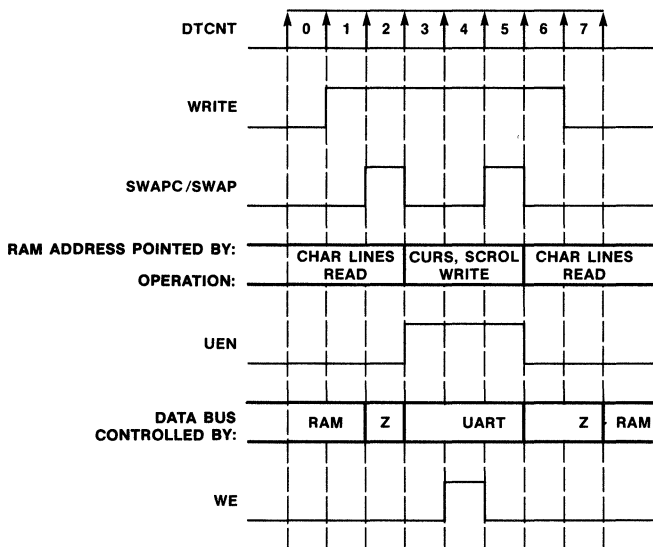 DTCNT 0 1 2 3 4 5 6 7
WRITE
SWAPC/SWAP
RAM ADDRESS POINTED BY: CHAR LINES CURS, SCROL CHAR LINES
OPERATION: READ WRITE READ
UEN
DATA BUS
CONTROLLED BY: RAM Z UART Z RAM
WE